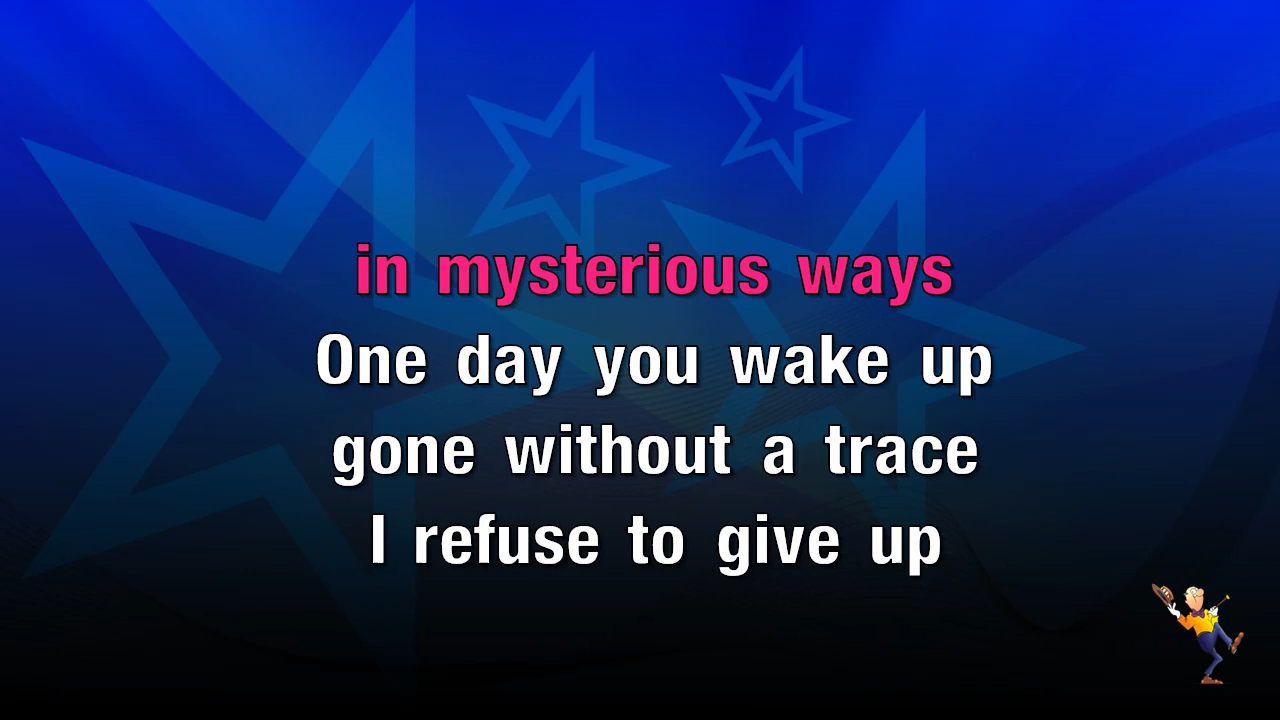 in mysterious ways
One day you wake up
gone without a trace
I refuse to give up